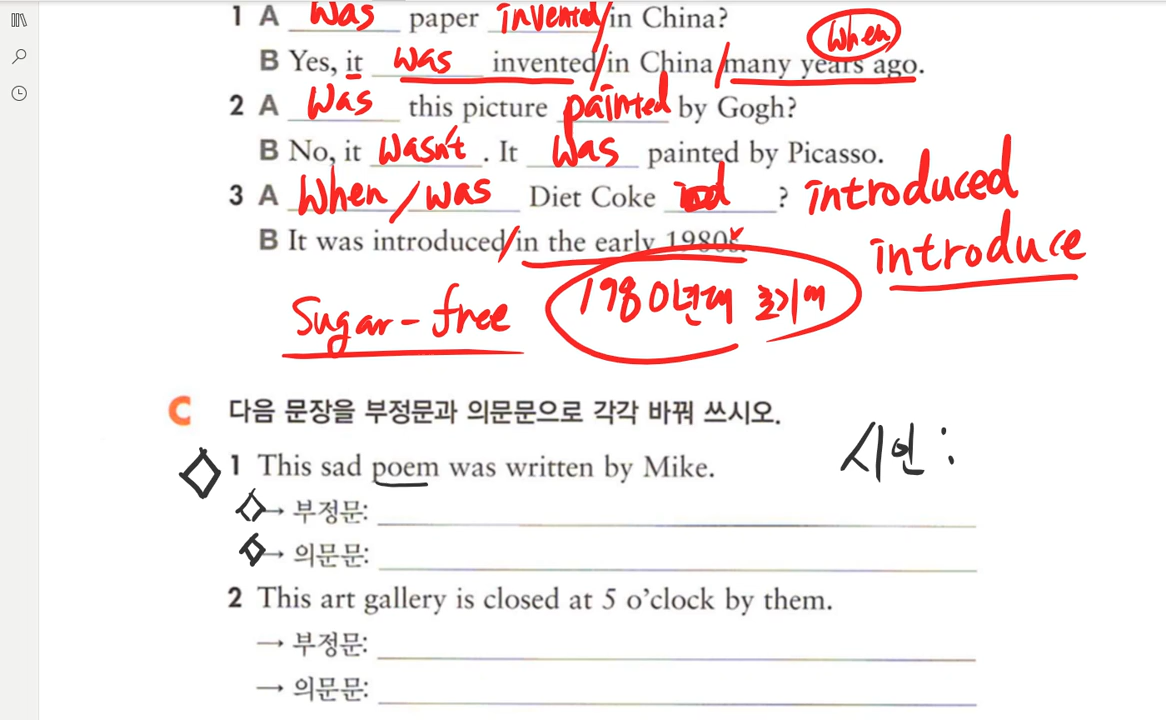 1 A Was paper invented/in China?
When
B Yes, it was invented/in China/many years ago.
2 A Was this picture painted by Gogh?
B No, it wasn't. It was painted by Picasso.
3 A When/was Diet Coke ? introduced
B It was introduced/in the early 1980s.
introduce
Sugar-free 1980년대 초기에
C 다음 문장을 부정문과 의문문으로 각각 바꿔 쓰시오.
시인:
1 This sad poem was written by Mike.
→ 부정문:
→ 의문문:
2 This art gallery is closed at 5 o'clock by them.
→ 부정문:
→ 의문문: